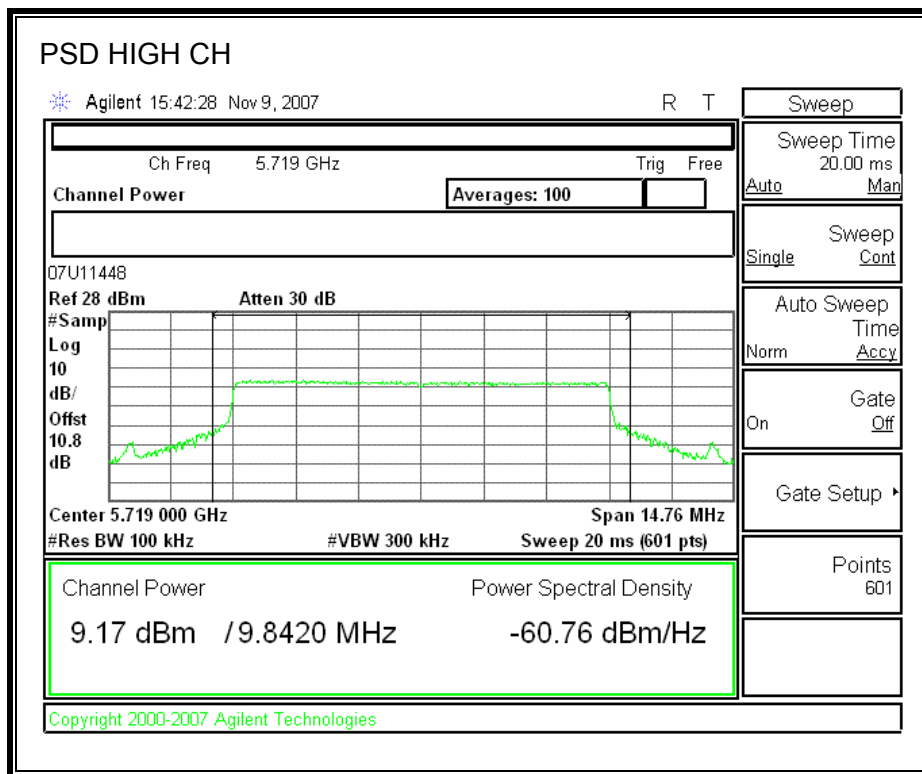 PSD HIGH CH
Agilent 15:42:28 Nov 9, 2007 R T
Ch Freq 5.719 GHz Trig Free
Channel Power Averages: 100
07U11448
Ref 28 dBm Atten 30 dB
#Samp
Log
10
dB/
Offst
10.8
dB
Center 5.719 000 GHz Span 14.76 MHz
#Res BW 100 kHz #VBW 300 kHz Sweep 20 ms (601 pts)
Channel Power Power Spectral Density
9.17 dBm / 9.8420 MHz -60.76 dBm/Hz
Copyright 2000-2007 Agilent Technologies
Sweep
Sweep Time
20.00 ms
Auto Man
Sweep
Single Cont
Auto Sweep
Time
Norm Accy
Gate
On Off
Gate Setup
Points
601